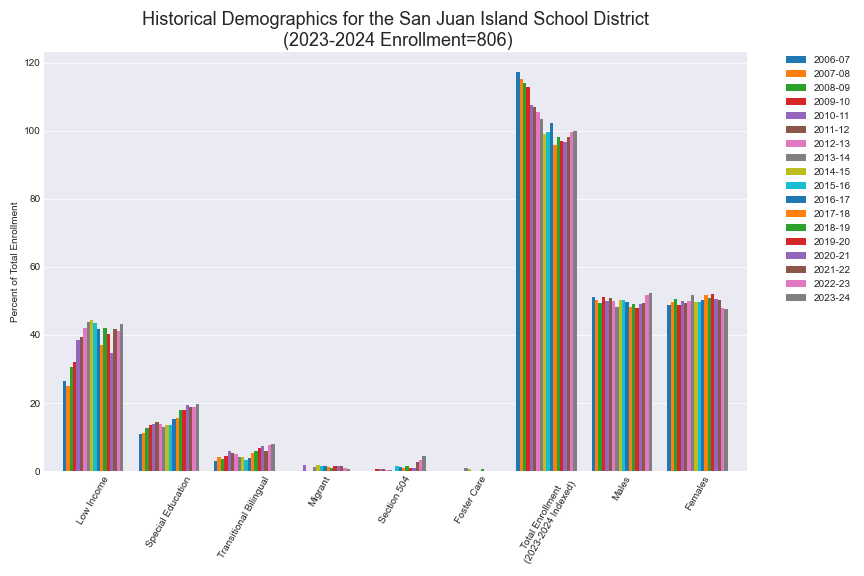 Historical Demographics for the San Juan Island School District
(2023-2024 Enrollment=806)
Percent of Total Enrollment
120
100
80
60
40
20
0
Low Income
Special Education
Transitional Bilingual
Migrant
Section 504
Foster Care
Total Enrollment
(2023-2024 Indexed)
Males
Females
2006-07
2007-08
2008-09
2009-10
2010-11
2011-12
2012-13
2013-14
2014-15
2015-16
2016-17
2017-18
2018-19
2019-20
2020-21
2021-22
2022-23
2023-24